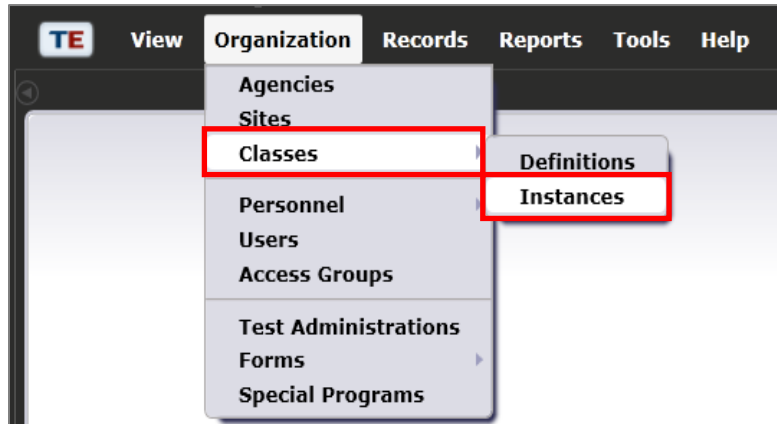 TE View Organization Records Reports Tools Help
Agencies
Sites
Classes
Definitions
Instances
Personnel
Users
Access Groups
Test Administrations
Forms
Special Programs